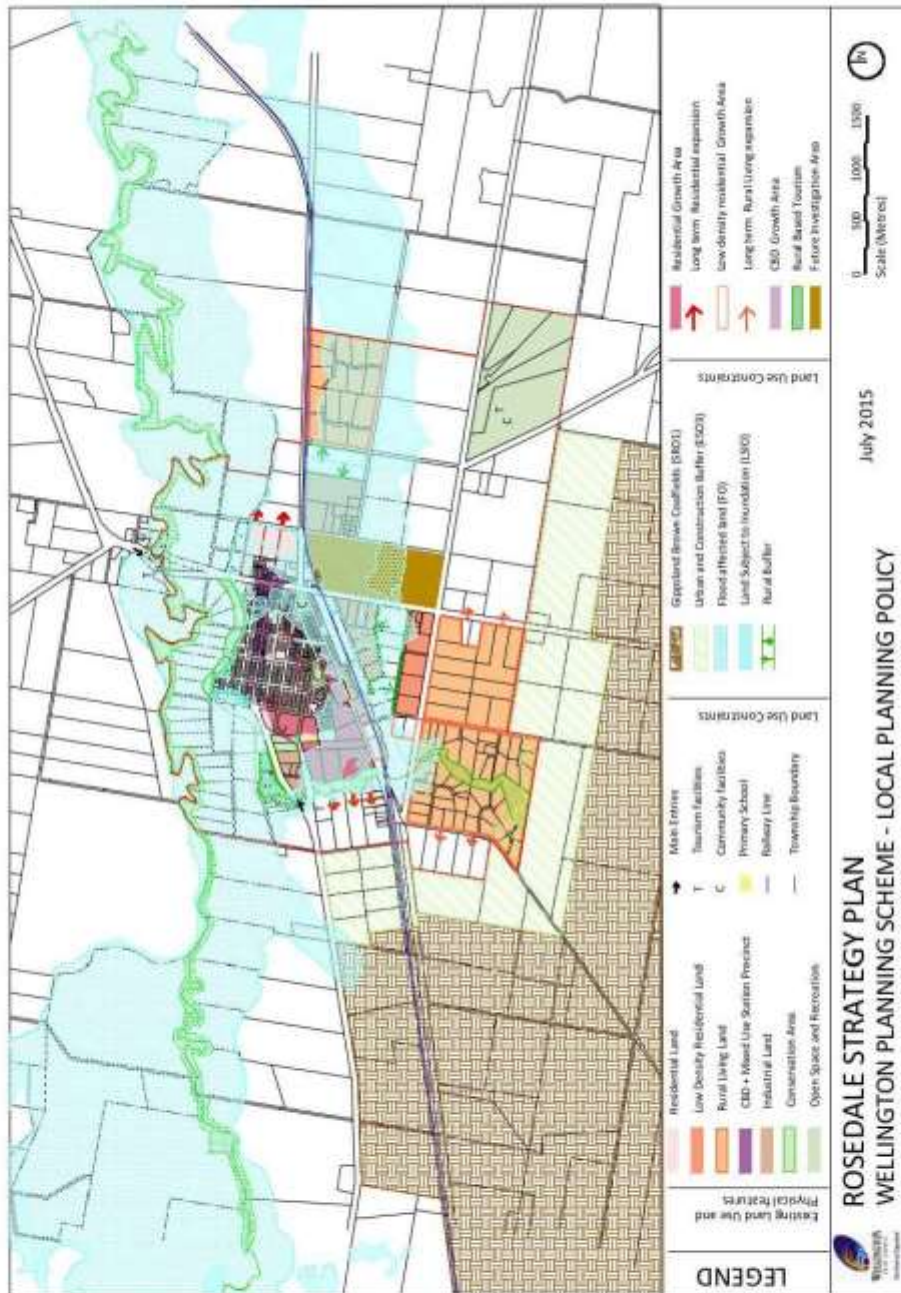 LEGEND
Existing Land Use and
Physical features
Residential Land
Low Density Residential Land
Rural Living Land
CBD + Mixed Use Station Precinct
Industrial Land
Conservation Area
Open Space and Recreation
Main Entries
T Tourism Facilities
C Community Facilities
Primary School
Railway Line
Township Boundary
Land Use Constraints
Gippsland Brown Coalfields (SRO1)
Urban and Construction Buffer (ESO3)
Flood affected land (FO)
Land Subject to Inundation (LSIO)
Rural Buffer
Land Use Constraints
Residential Growth Area
Long term Residential expansion
Low density residential Growth Area
Long term Rural Living expansion
CBD Growth Area
Rural Based Tourism
Future Investigation Area
WELLINGTON
ROSEDALE STRATEGY PLAN
WELLINGTON PLANNING SCHEME - LOCAL PLANNING POLICY
July 2015
0 500 1000 1500
Scale (Metres)
N
C T